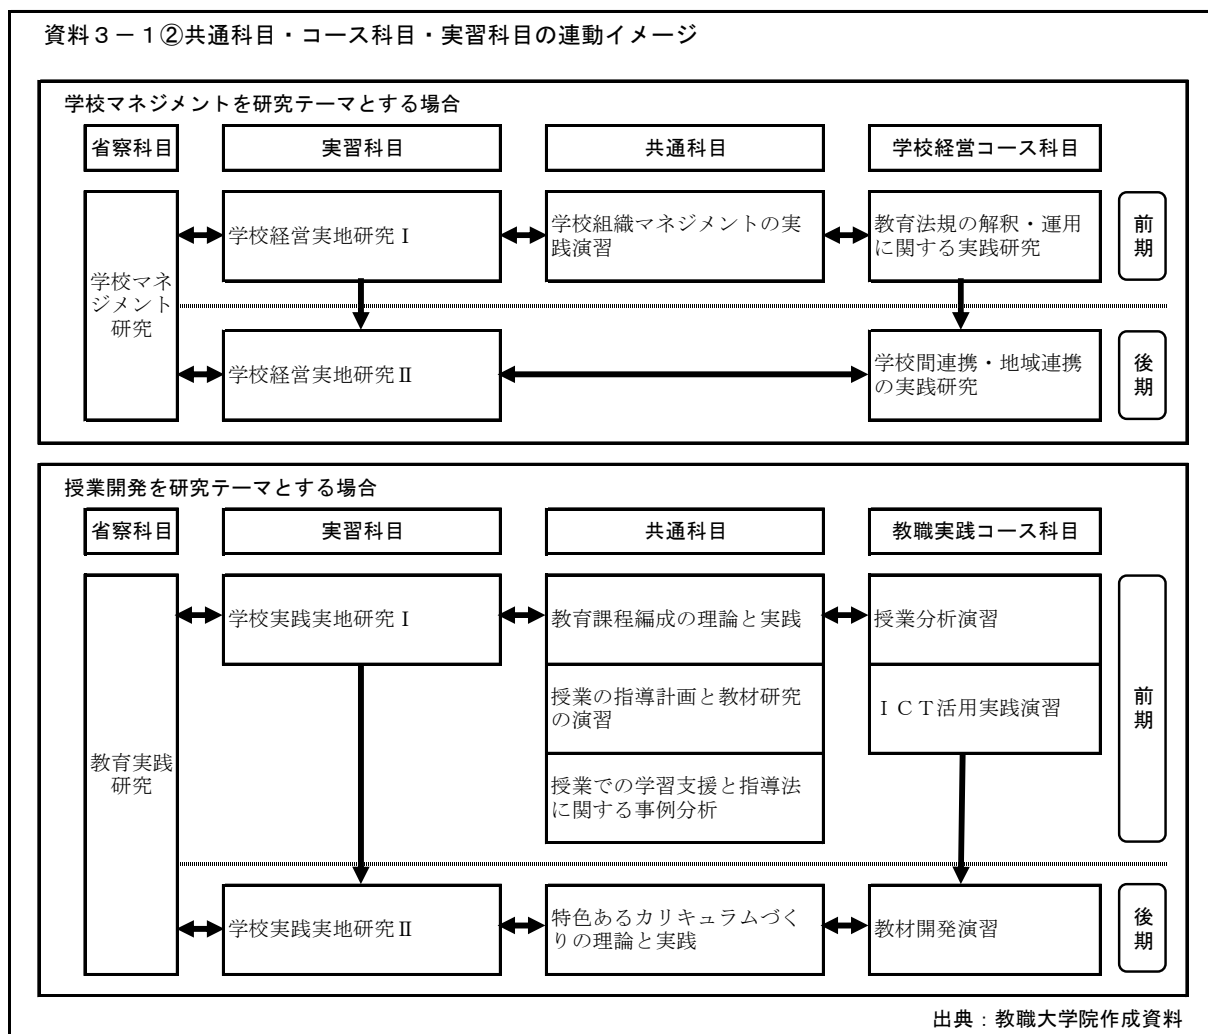 資料３－１②共通科目・コース科目・実習科目の連動イメージ
学校マネジメントを研究テーマとする場合
省察科目
実習科目
共通科目
学校経営コース科目
学校マネ
ジメント
研究
学校経営実地研究Ⅰ
学校組織マネジメントの実
践演習
教育法規の解釈・運用
に関する実践研究
前
期
学校経営実地研究Ⅱ
学校間連携・地域連携
の実践研究
後
期
授業開発を研究テーマとする場合
省察科目
実習科目
共通科目
教職実践コース科目
教育実践
研究
学校実践実地研究Ⅰ
教育課程編成の理論と実践
授業分析演習
授業の指導計画と教材研究
の演習
ＩＣＴ活用実践演習
授業での学習支援と指導法
に関する事例分析
前
期
学校実践実地研究Ⅱ
特色あるカリキュラムづく
りの理論と実践
教材開発演習
後
期
出典：教職大学院作成資料